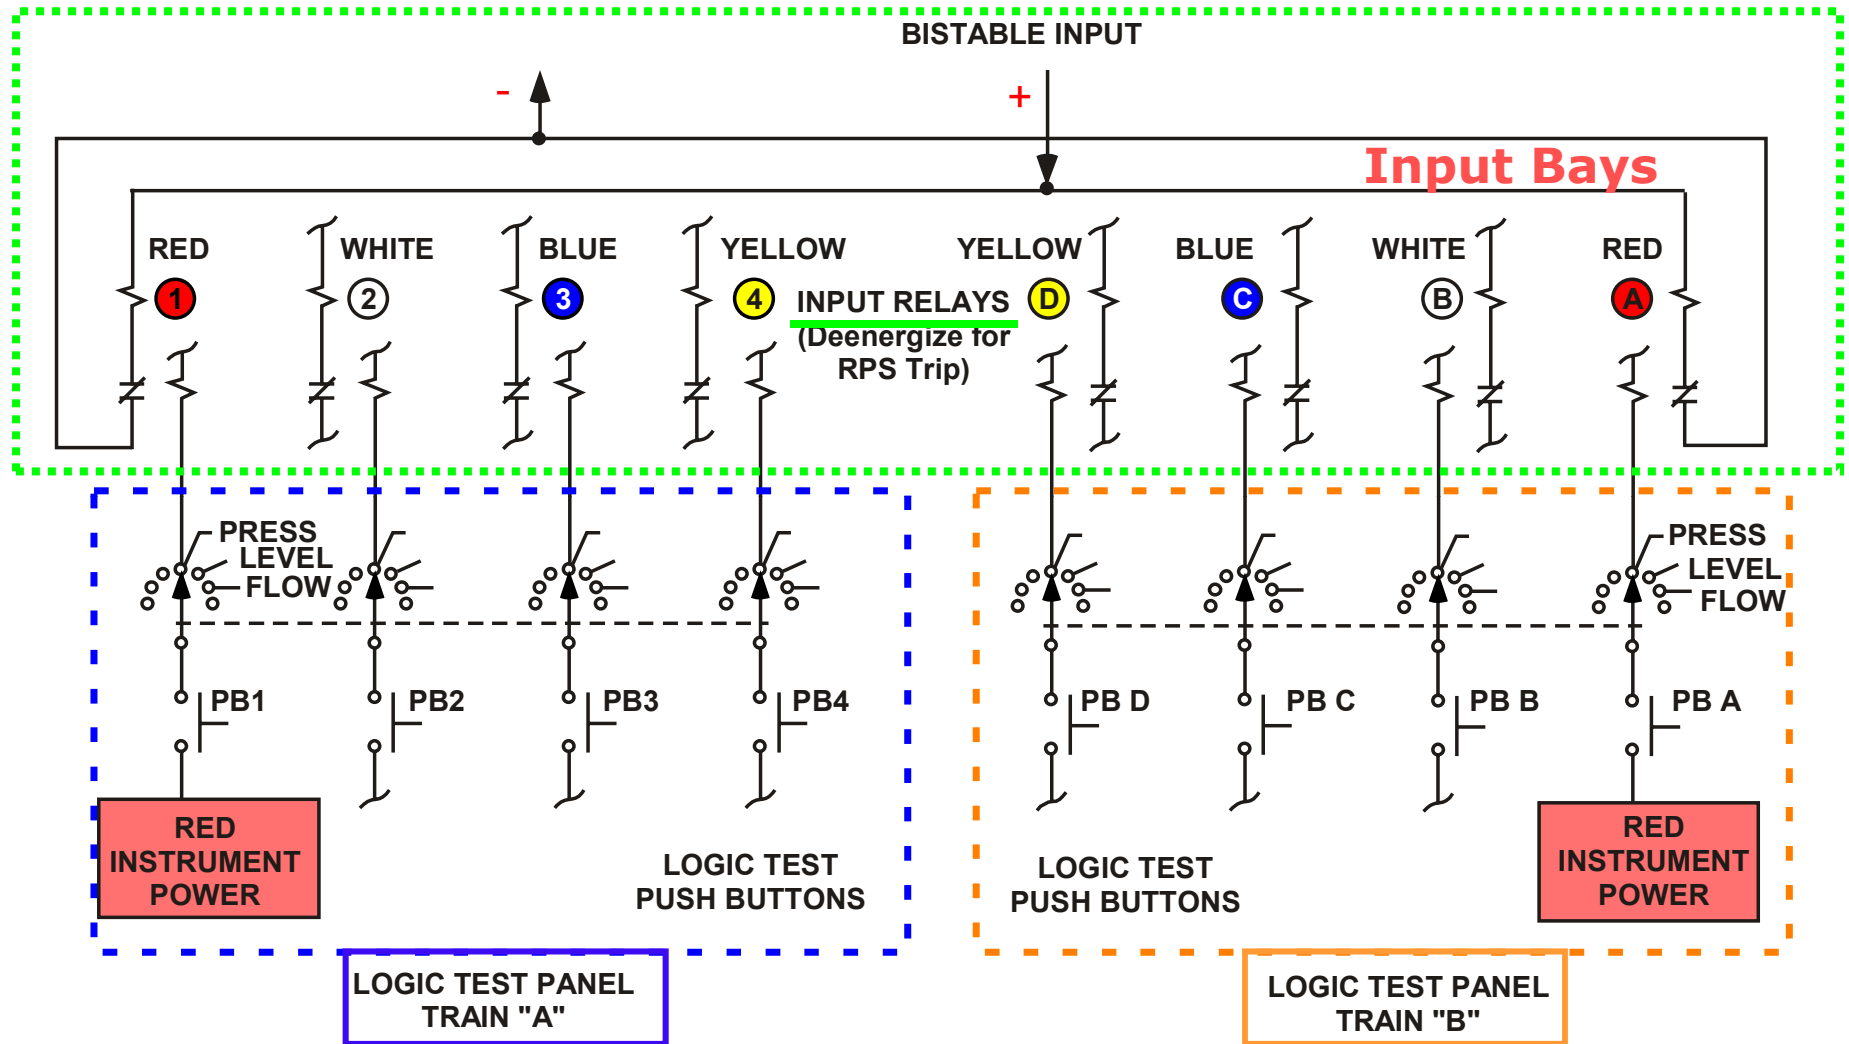 BISTABLE INPUT
- +
Input Bays
RED WHITE BLUE YELLOW YELLOW BLUE WHITE RED
1 2 3 4 D C B A
INPUT RELAYS
(Deenergize for
RPS Trip)
PRESS
LEVEL
FLOW
PRESS
LEVEL
FLOW
PB1 PB2 PB3 PB4 PB D PB C PB B PB A
RED
INSTRUMENT
POWER
LOGIC TEST
PUSH BUTTONS
LOGIC TEST
PUSH BUTTONS
RED
INSTRUMENT
POWER
LOGIC TEST PANEL
TRAIN "A"
LOGIC TEST PANEL
TRAIN "B"